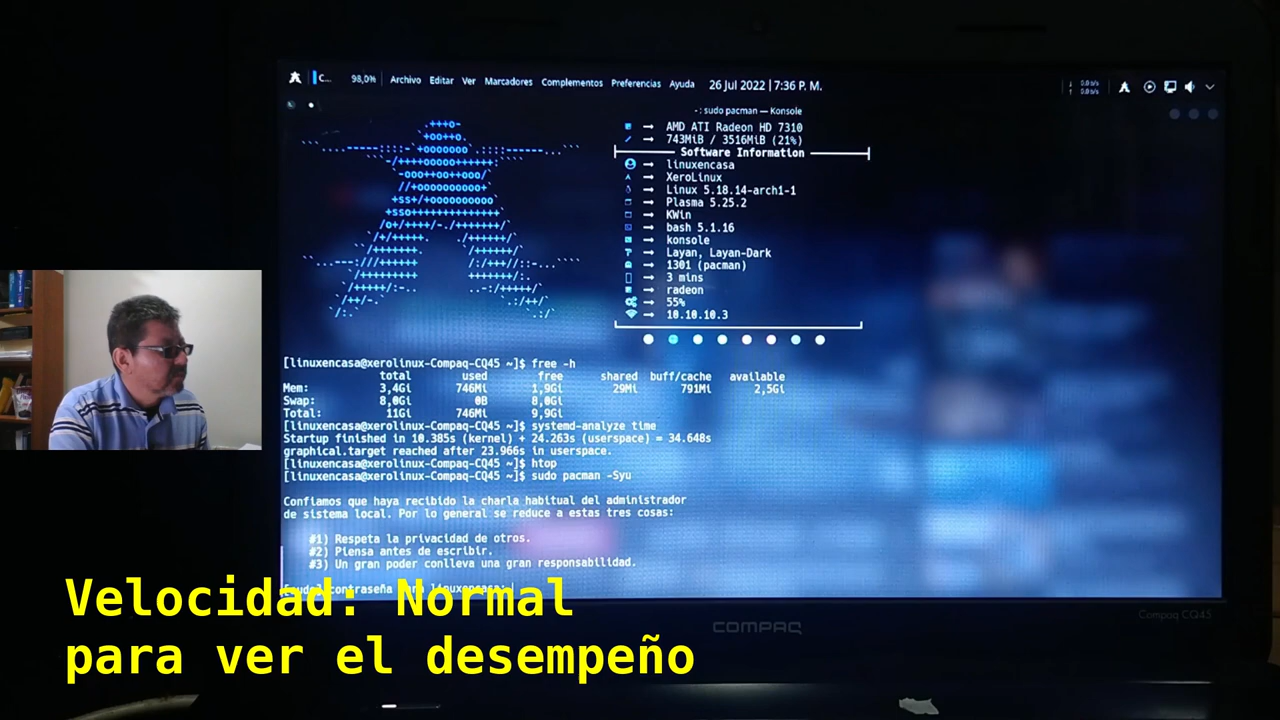 C... 98,0% Archivo Editar Ver Marcadores Complementos Preferencias Ayuda 26 Jul 2022 | 7:36 P. M.
~ : sudo pacman — Konsole
AMD ATI Radeon HD 7310
743MiB / 3516MiB (21%)
Software Information
linuxencasa
XeroLinux
Linux 5.18.14-arch1-1
Plasma 5.25.2
KWin
bash 5.1.16
konsole
Layan, Layan-Dark
1301 (pacman)
3 mins
radeon
55%
10.10.10.3
[linuxencasa@xerolinux-Compaq-CQ45 ~]$ free -h
total used free shared buff/cache available
Mem: 3,4Gi 746Mi 1,9Gi 29Mi 791Mi 2,5Gi
Swap: 8,0Gi 0B 8,0Gi
Total: 11Gi 746Mi 9,9Gi
[linuxencasa@xerolinux-Compaq-CQ45 ~]$ systemd-analyze time
Startup finished in 10.385s (kernel) + 24.263s (userspace) = 34.648s
graphical.target reached after 23.966s in userspace.
[linuxencasa@xerolinux-Compaq-CQ45 ~]$ htop
[linuxencasa@xerolinux-Compaq-CQ45 ~]$ sudo pacman -Syu
Confiamos que haya recibido la charla habitual del administrador
de sistema local. Por lo general se reduce a estas tres cosas:
#1) Respeta la privacidad de otros.
#2) Piensa antes de escribir.
#3) Un gran poder conlleva una gran responsabilidad.
Velocidad: Normal
para ver el desempeño
COMPAQ
Compaq CQ45